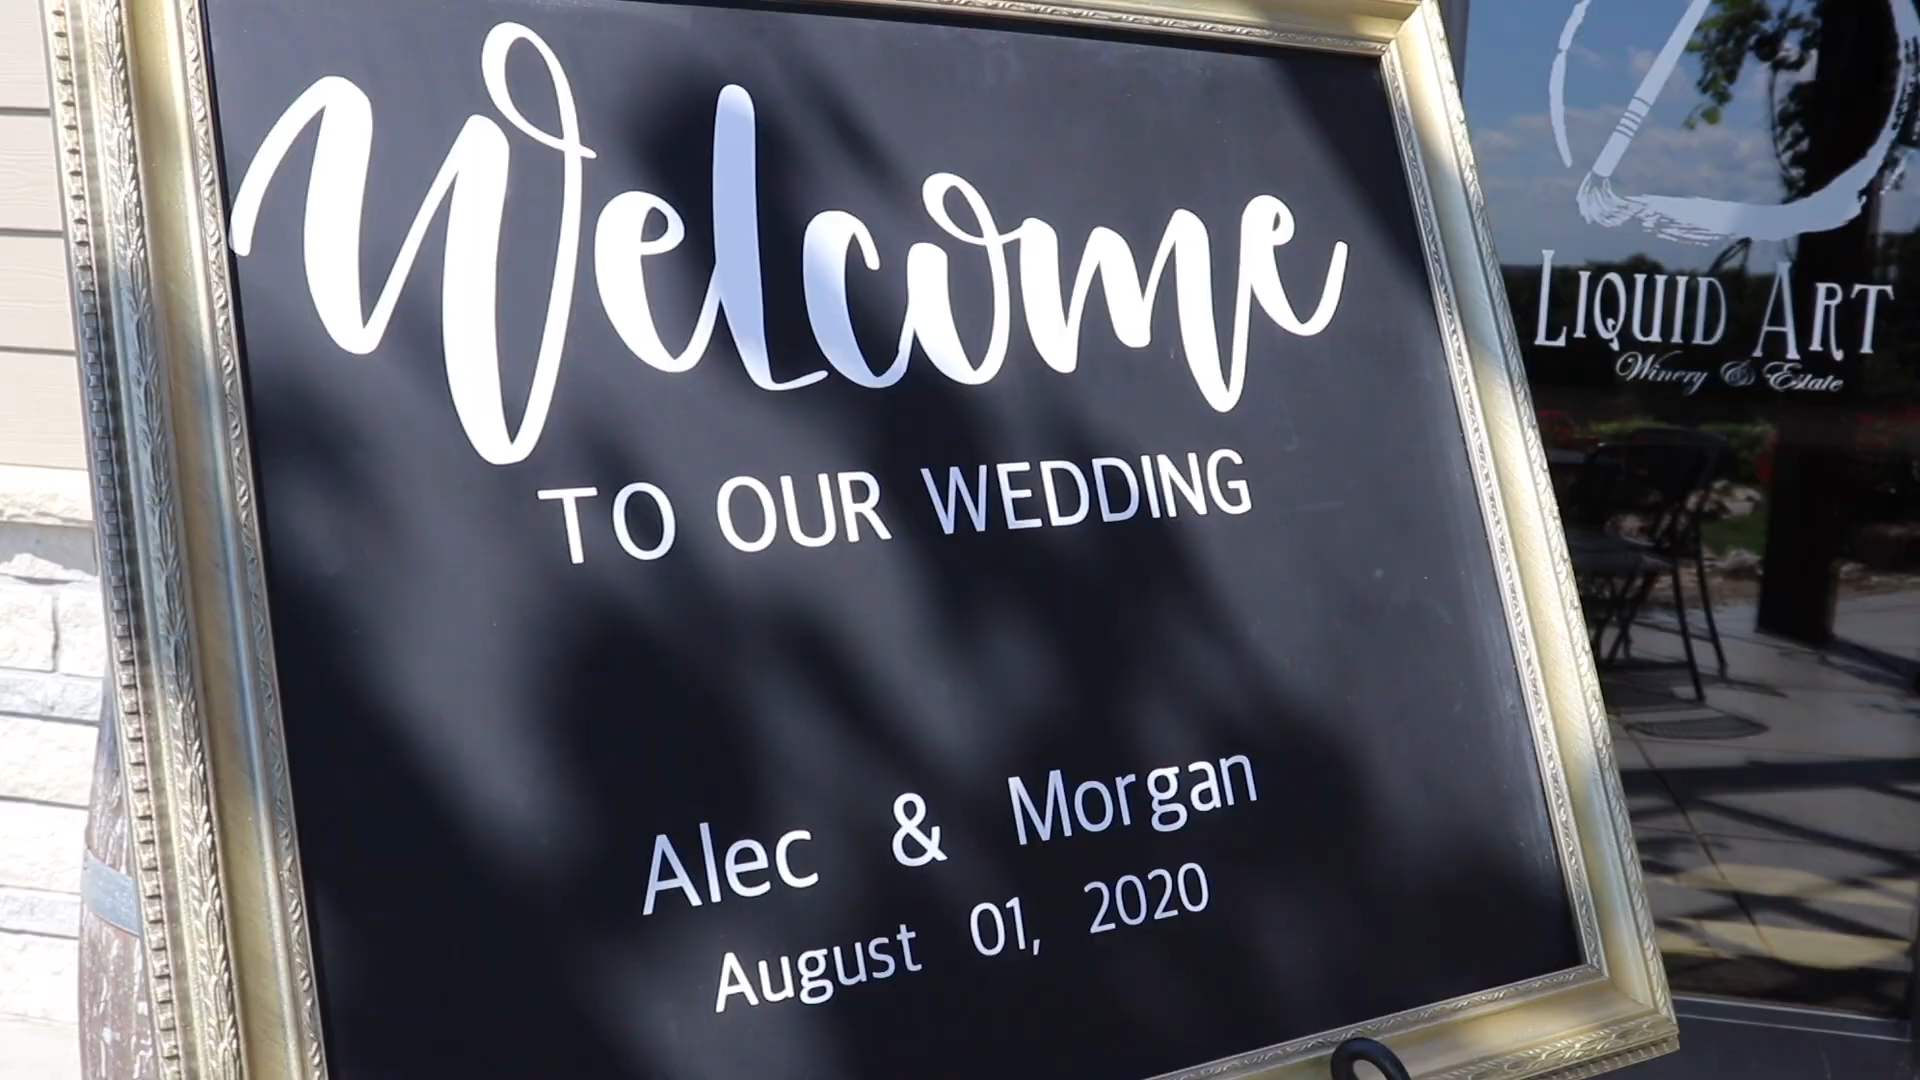 Welcome
TO OUR WEDDING
Alec & Morgan
August 01, 2020
LIQUID ART
Winery & Estate